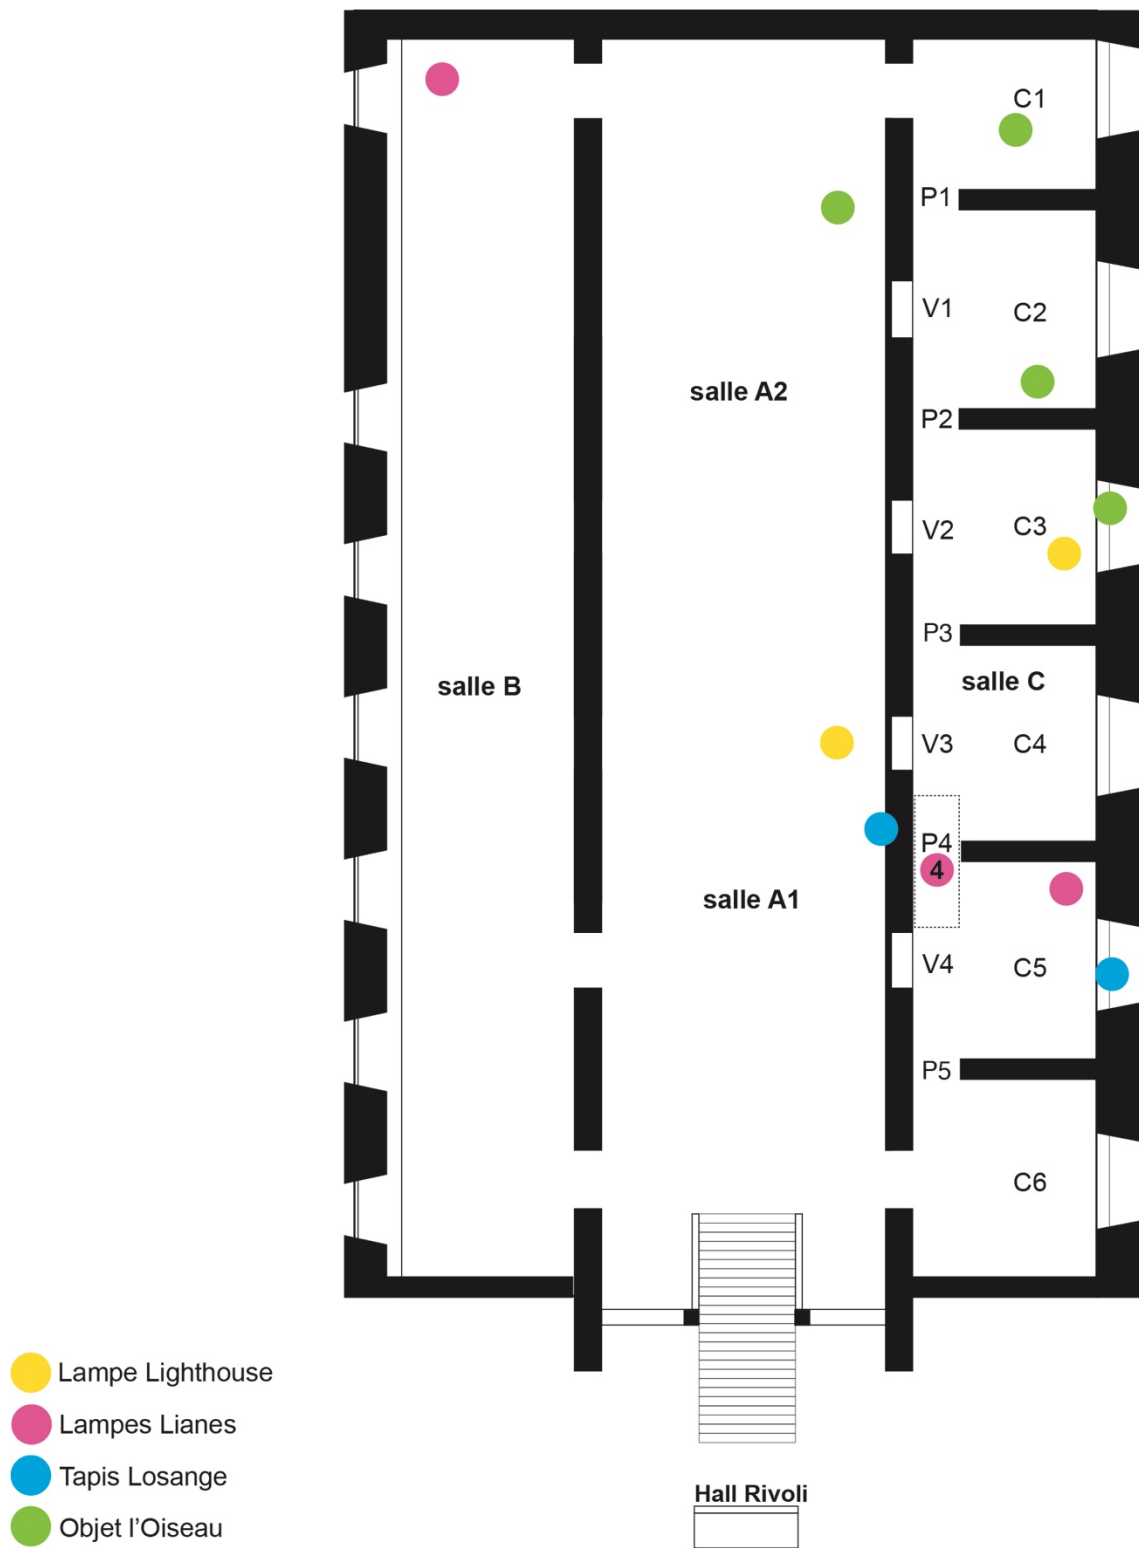 C1
P1
V1
C2
salle A2
P2
V2
C3
P3
salle B
salle C
V3
C4
P4
4
salle A1
V4
C5
P5
C6
Lampe Lighthouse
Lampes Lianes
Tapis Losange
Hall Rivoli
Objet l’Oiseau